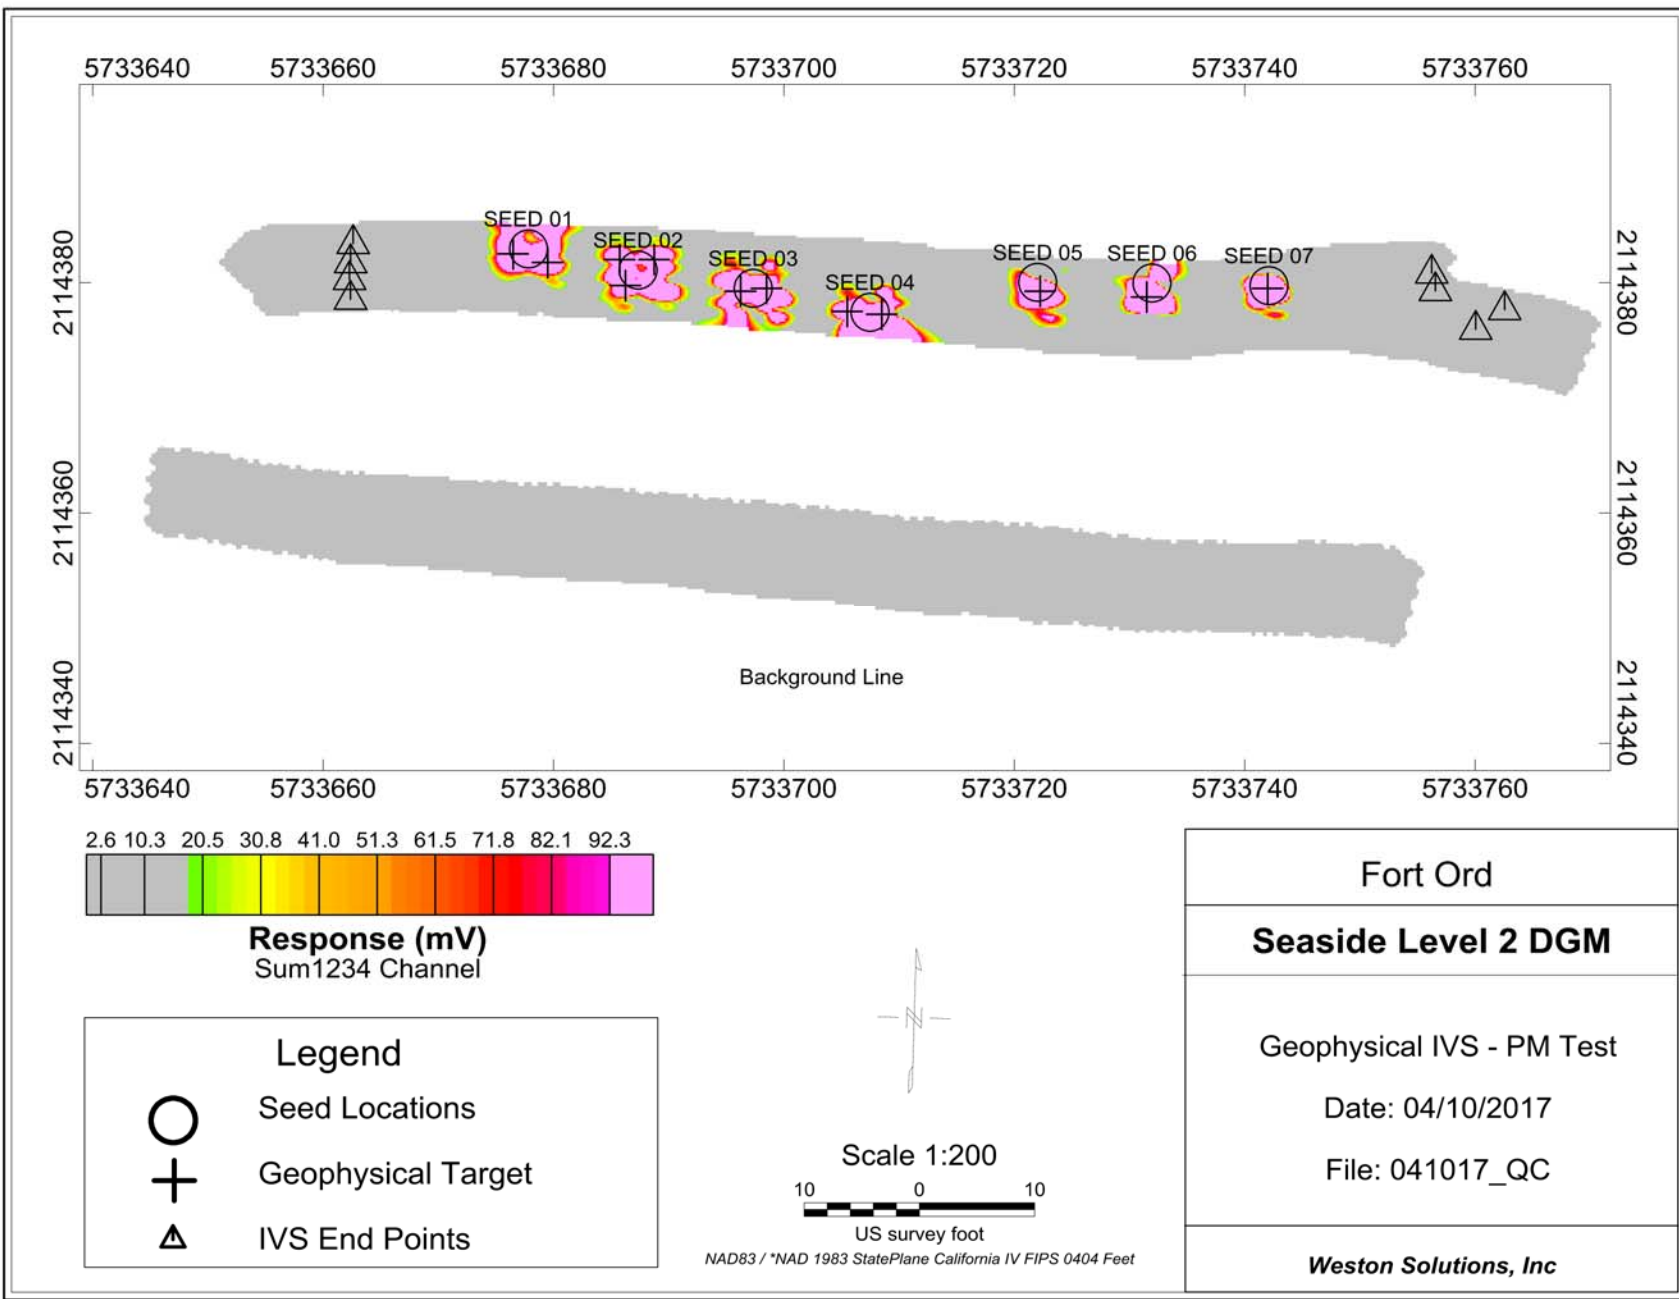 5733640 5733660 5733680 5733700 5733720 5733740 5733760
2114380
2114380
SEED 01
SEED 02
SEED 03
SEED 04
SEED 05
SEED 06
SEED 07
2114360
2114360
Background Line
2114340
2114340
5733640 5733660 5733680 5733700 5733720 5733740 5733760
2.6 10.3 20.5 30.8 41.0 51.3 61.5 71.8 82.1 92.3
Response (mV)
Sum1234 Channel
Legend
Seed Locations
Geophysical Target
IVS End Points
N
Scale 1:200
10 0 10
US survey foot
NAD83 / *NAD 1983 StatePlane California IV FIPS 0404 Feet
Fort Ord
Seaside Level 2 DGM
Geophysical IVS - PM Test
Date: 04/10/2017
File: 041017_QC
Weston Solutions, Inc